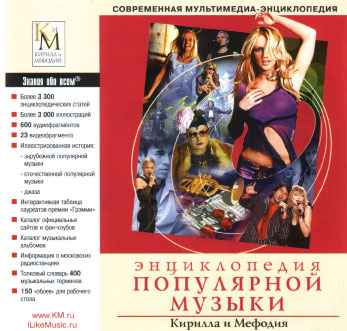 СОВРЕМЕННАЯ МУЛЬТИМЕДИА-ЭНЦИКЛОПЕДИЯ
К И М
КИРИЛЛ И
МЕФОДИЙ
Знания обо всем®
Более 3 300
энциклопедических статей
Более 3 000 иллюстраций
600 аудиофрагментов
23 видеофрагмента
Иллюстрированная история:
- зарубежной популярной
музыки
- отечественной популярной
музыки
- джаза
Интерактивная таблица
лауреатов премии «Грэмми»
Каталог официальных
сайтов и фан-клубов
Каталог музыкальных
альбомов
Информация о московских
радиостанциях
Толковый словарь 400
музыкальных терминов
150 «обоев» для рабочего
стола
www.KM.ru
iLikeMusic.ru
ЭНЦИКЛОПЕДИЯ
ПОПУЛЯРНОЙ
МУЗЫКИ
Кирилла и Мефодия